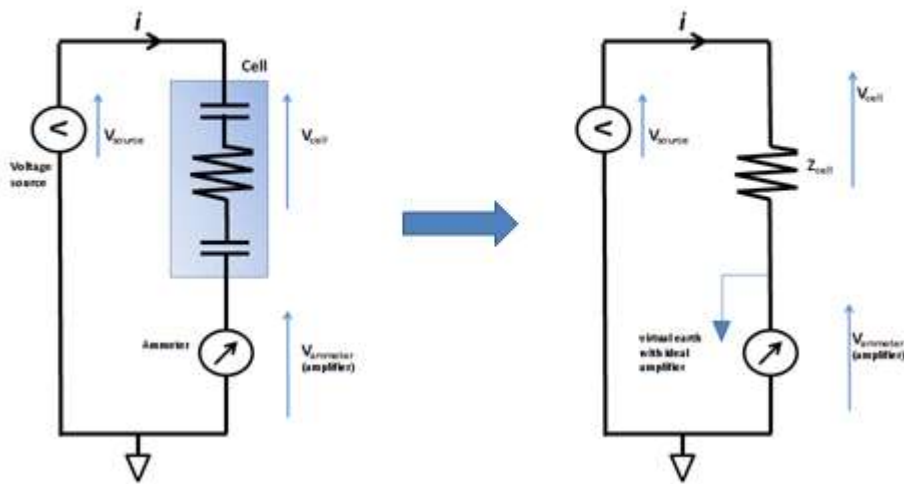 i
Cell
<
Vsource
Vcell
Voltage
source
Ammeter
Vammeter
(amplifier)
i
<
Vsource
Vcell
Zcell
virtual earth
with ideal
amplifier
Vammeter
(amplifier)